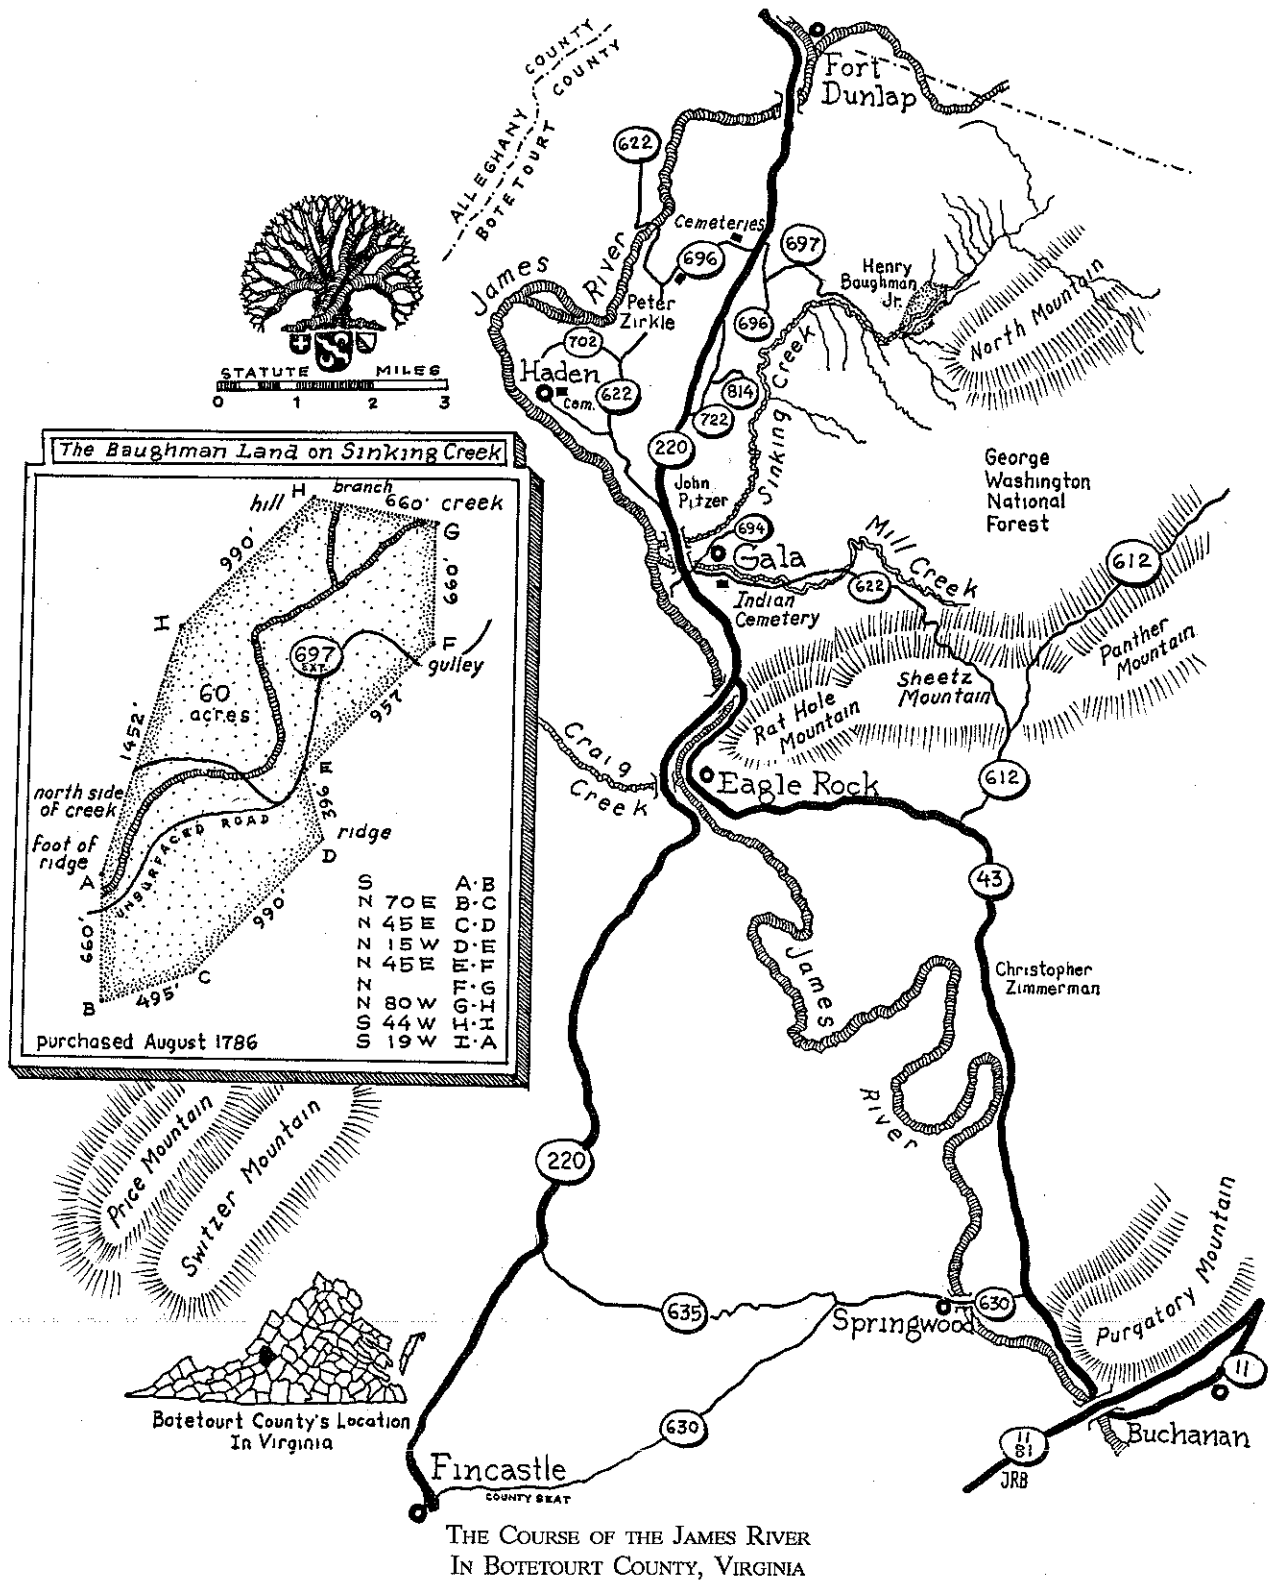 ALLEGHANY COUNTY
BOTETOURT COUNTY
Fort
Dunlap
622
Cemeteries
696
697
James River
Peter
Zirkle
Henry
Baughman
Jr.
North Mountain
696
702
Haden
Cem.
622
814
722
220
Sinking Creek
John
Pitzer
STATUTE MILES
0 1 2 3
George
Washington
National
Forest
694
Gala
Mill Creek
622
612
Indian
Cemetery
Panther
Mountain
Sheetz
Mountain
Rat Hole
Mountain
Craig
Creek
Eagle Rock
612
43
James River
Christopher
Zimmerman
The Baughman Land on Sinking Creek
H branch
hill 660' creek
G
990'
660'
I
697
EXT.
F
gulley
60
acres
957'
1452'
E
396
north side
of creek
UNSURFACED ROAD
ridge
foot of
ridge
D
A
990'
660'
C
B 495'
S A·B
N 70 E B·C
N 45 E C·D
N 15 W D·E
N 45 E E·F
N F·G
N 80 W G·H
S 44 W H·I
S 19 W I·A
purchased August 1786
Price Mountain
Switzer Mountain
220
635
Springwood
630
Purgatory Mountain
11
Buchanan
11
81
JRB
630
Botetourt County's Location
In Virginia
Fincastle
COUNTY SEAT
THE COURSE OF THE JAMES RIVER
IN BOTETOURT COUNTY, VIRGINIA